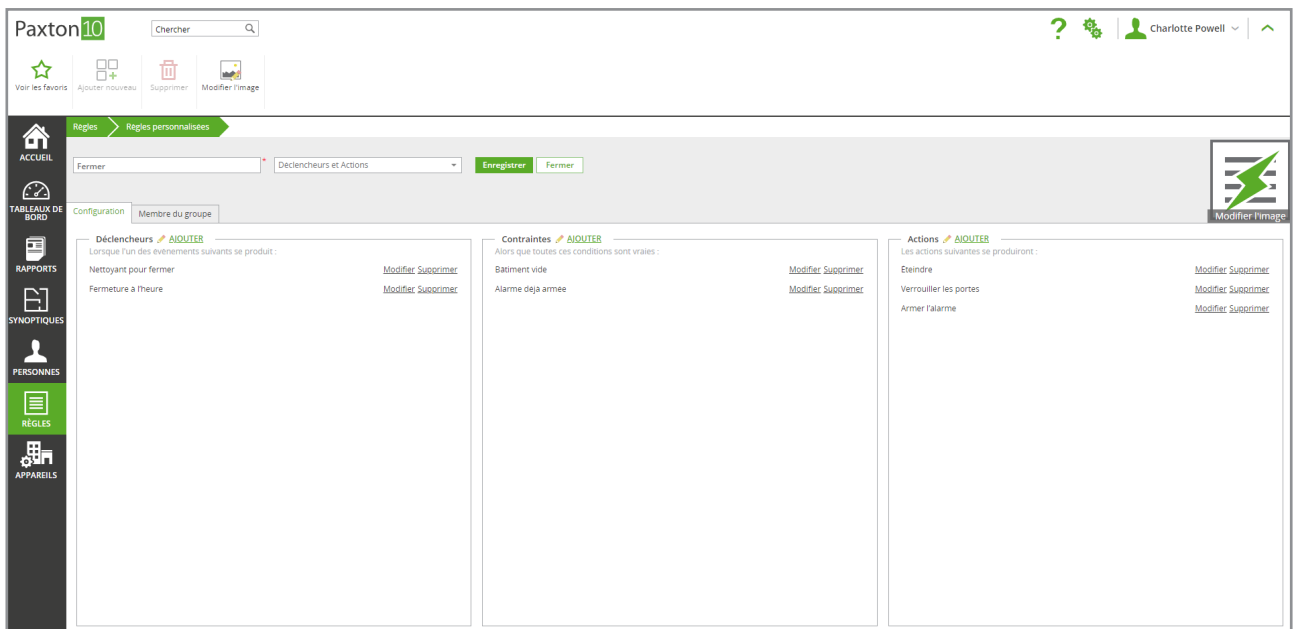 Paxton10
Chercher
Charlotte Powell
Voir les favoris
Ajouter nouveau
Supprimer
Modifier l'image
Règles
Règles personnalisées
ACCUEIL
TABLEAUX DE
BORD
RAPPORTS
SYNOPTIQUES
PERSONNES
RÈGLES
APPAREILS
Fermer
*
Déclencheurs et Actions
Enregistrer
Fermer
Modifier l'image
Configuration
Membre du groupe
Déclencheurs AJOUTER
Lorsque l'un des évènements suivants se produit :
Nettoyant pour fermer Modifier Supprimer
Fermeture à l'heure Modifier Supprimer
Contraintes AJOUTER
Alors que toutes ces conditions sont vraies :
Bâtiment vide Modifier Supprimer
Alarme déjà armée Modifier Supprimer
Actions AJOUTER
Les actions suivantes se produiront :
Eteindre Modifier Supprimer
Verrouiller les portes Modifier Supprimer
Armer l'alarme Modifier Supprimer